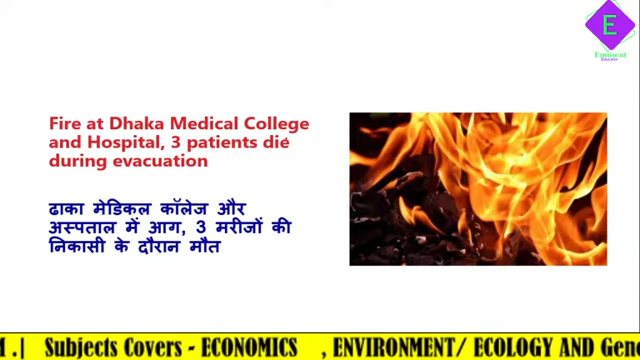 E
Eminent
Educator
Fire at Dhaka Medical College
and Hospital, 3 patients die
during evacuation
ढाका मेडिकल कॉलेज और
अस्पताल में आग, 3 मरीजों की
निकासी के दौरान मौत
M .| Subjects Covers - ECONOMICS , ENVIRONMENT/ ECOLOGY AND Gen